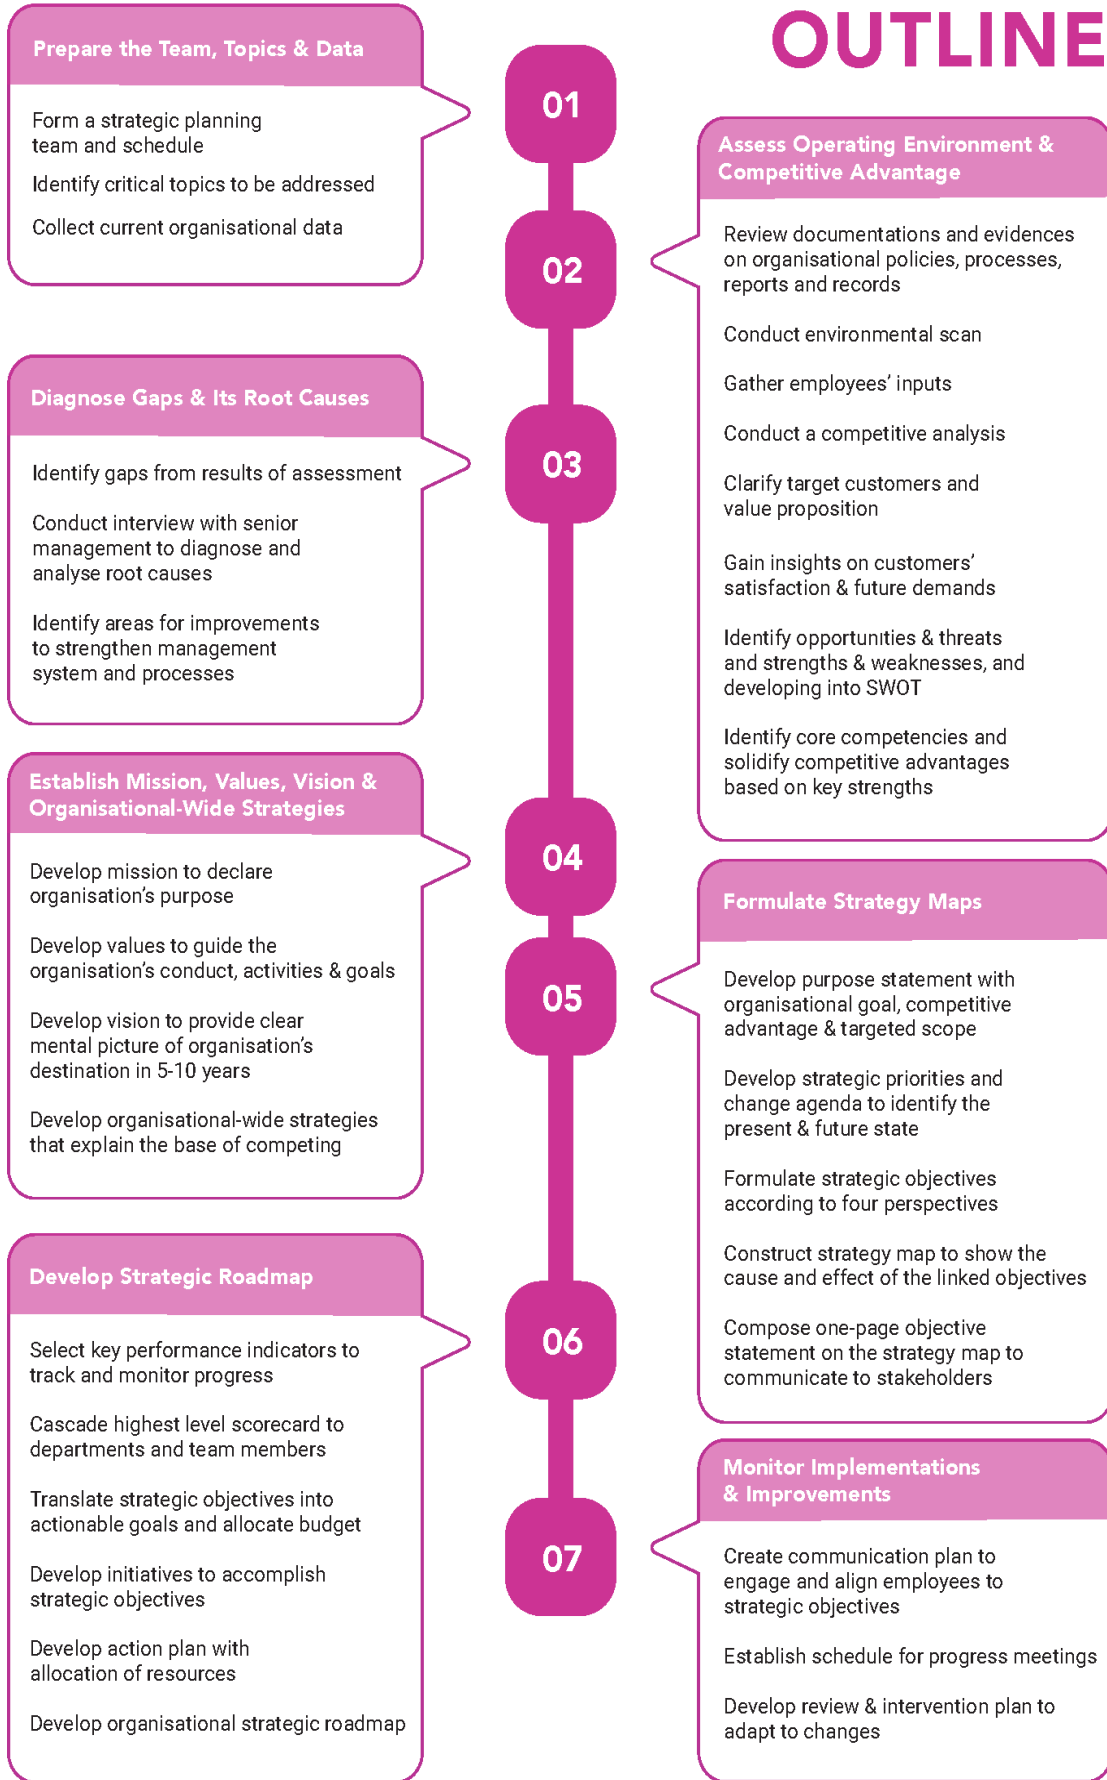 OUTLINE
01
Prepare the Team, Topics & Data
Form a strategic planning
team and schedule
Identify critical topics to be addressed
Collect current organisational data
02
Assess Operating Environment &
Competitive Advantage
Review documentations and evidences
on organisational policies, processes,
reports and records
Conduct environmental scan
Gather employees’ inputs
Conduct a competitive analysis
Clarify target customers and
value proposition
Gain insights on customers’
satisfaction & future demands
Identify opportunities & threats
and strengths & weaknesses, and
developing into SWOT
Identify core competencies and
solidify competitive advantages
based on key strengths
03
Diagnose Gaps & Its Root Causes
Identify gaps from results of assessment
Conduct interview with senior
management to diagnose and
analyse root causes
Identify areas for improvements
to strengthen management
system and processes
04
Establish Mission, Values, Vision &
Organisational-Wide Strategies
Develop mission to declare
organisation’s purpose
Develop values to guide the
organisation’s conduct, activities & goals
Develop vision to provide clear
mental picture of organisation’s
destination in 5-10 years
Develop organisational-wide strategies
that explain the base of competing
05
Formulate Strategy Maps
Develop purpose statement with
organisational goal, competitive
advantage & targeted scope
Develop strategic priorities and
change agenda to identify the
present & future state
Formulate strategic objectives
according to four perspectives
Construct strategy map to show the
cause and effect of the linked objectives
Compose one-page objective
statement on the strategy map to
communicate to stakeholders
06
Develop Strategic Roadmap
Select key performance indicators to
track and monitor progress
Cascade highest level scorecard to
departments and team members
Translate strategic objectives into
actionable goals and allocate budget
Develop initiatives to accomplish
strategic objectives
Develop action plan with
allocation of resources
Develop organisational strategic roadmap
07
Monitor Implementations
& Improvements
Create communication plan to
engage and align employees to
strategic objectives
Establish schedule for progress meetings
Develop review & intervention plan to
adapt to changes